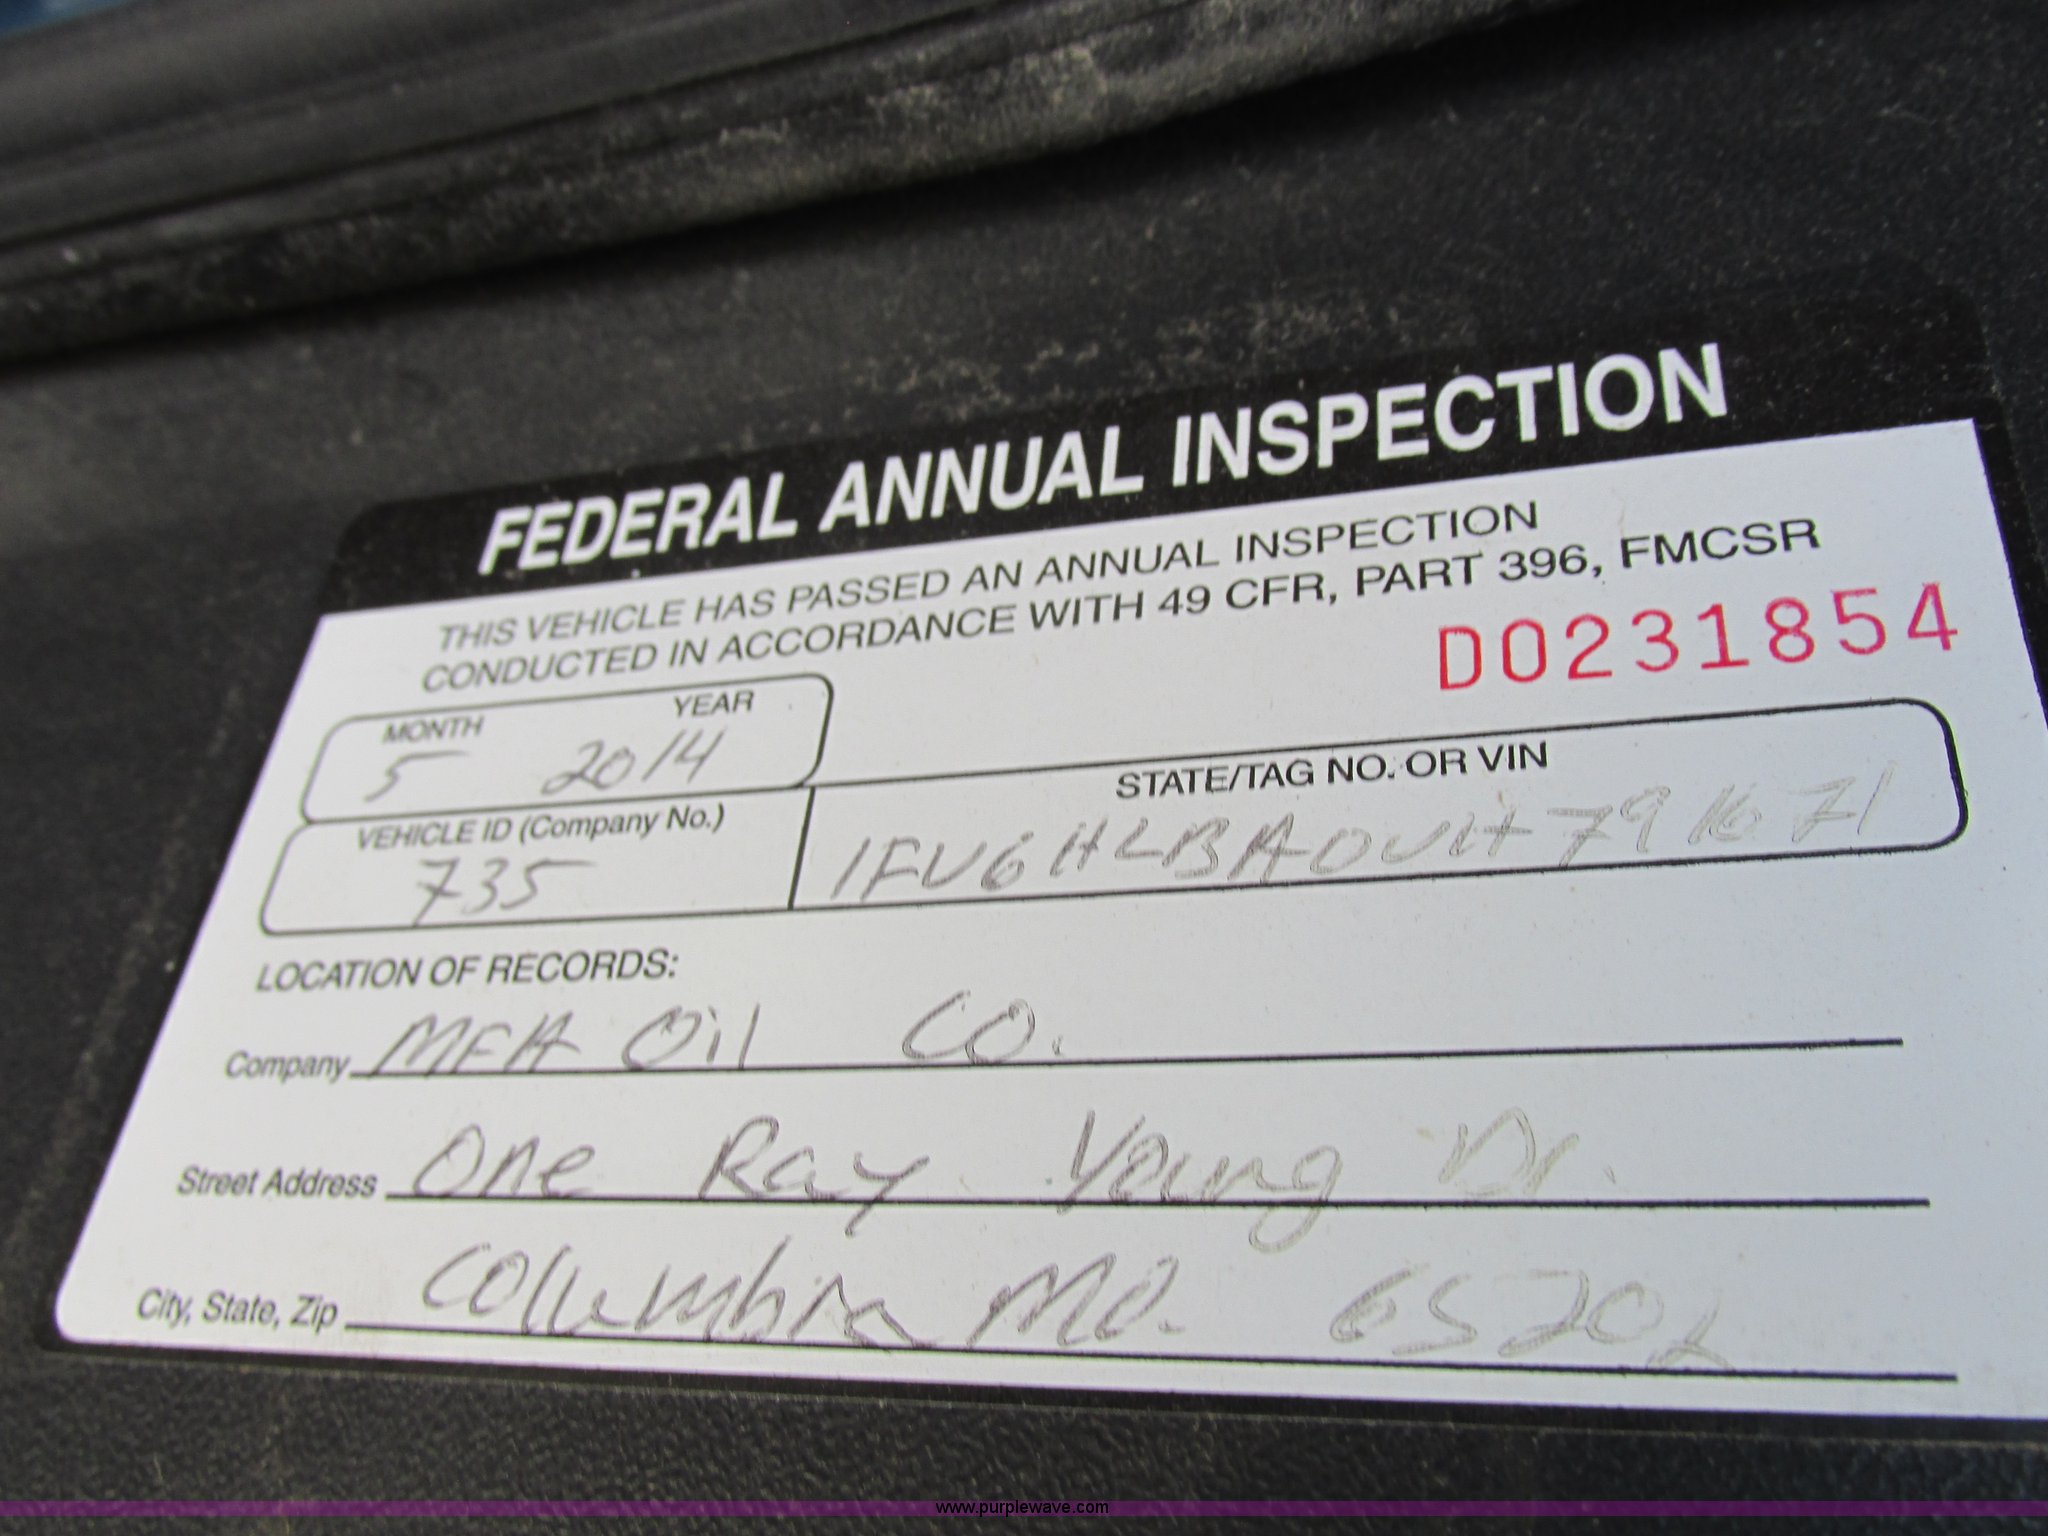 FEDERAL ANNUAL INSPECTION
THIS VEHICLE HAS PASSED AN ANNUAL INSPECTION
CONDUCTED IN ACCORDANCE WITH 49 CFR, PART 396, FMCSR
D0231854
MONTH YEAR
5 2014
STATE/TAG NO. OR VIN
VEHICLE ID (Company No.)
735
LOCATION OF RECORDS:
Company MFA Oil CO.
Street Address One Ray Young Dr.
City, State, Zip Columbia MO. 65201
www.purplewave.com